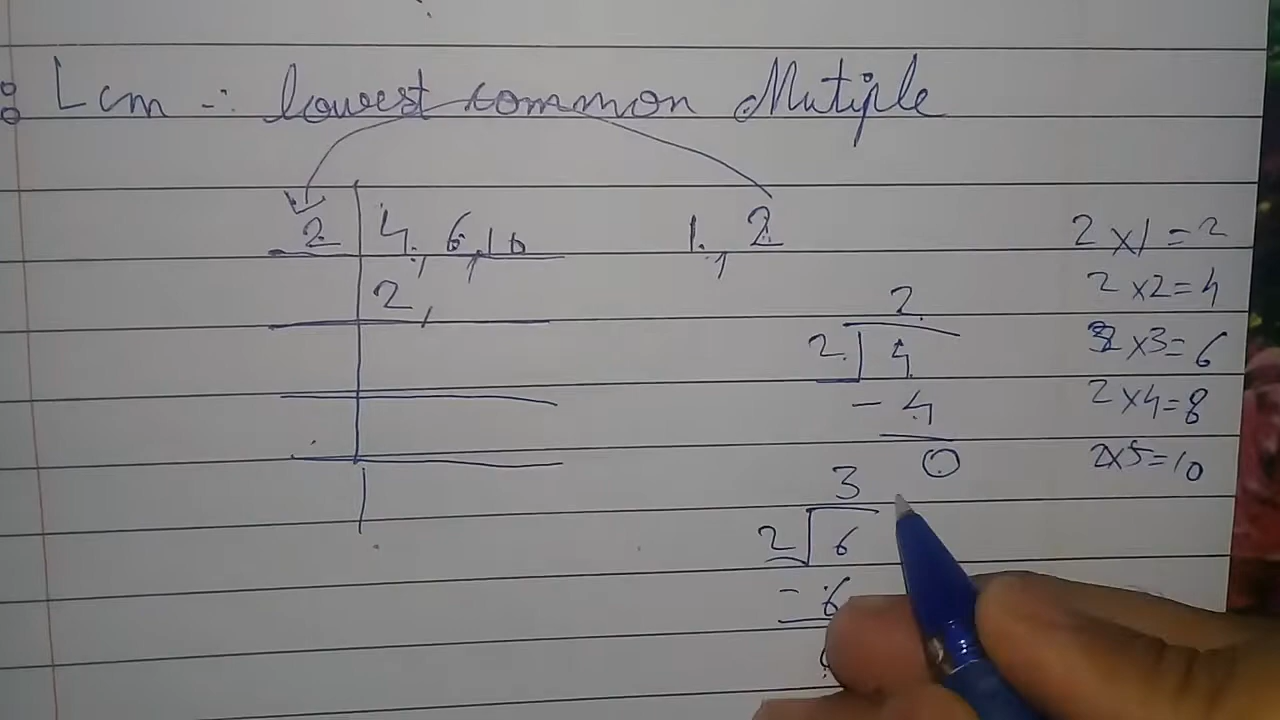 Lcm -: lowest common Mutiple
2 | 4, 6, 10
2,
1, 2
2
2 | 4
- 4
0
3
2 | 6
- 6
2 x 1 = 2
2 x 2 = 4
2 x 3 = 6
2 x 4 = 8
2 x 5 = 10